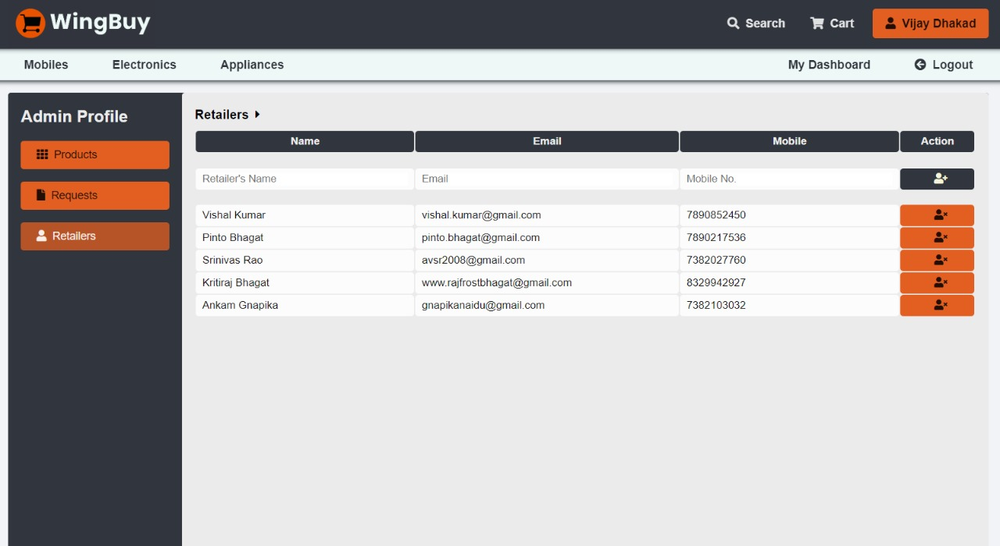 WingBuy Search Cart Vijay Dhakad
Mobiles Electronics Appliances My Dashboard Logout
Admin Profile
Products
Requests
Retailers
Retailers
Name Email Mobile Action
Retailer's Name Email Mobile No.
Vishal Kumar vishal.kumar@gmail.com 7890852450
Pinto Bhagat pinto.bhagat@gmail.com 7890217536
Srinivas Rao avsr2008@gmail.com 7382027760
Kritiraj Bhagat www.rajfrostbhagat@gmail.com 8329942927
Ankam Gnapika gnapikanaidu@gmail.com 7382103032